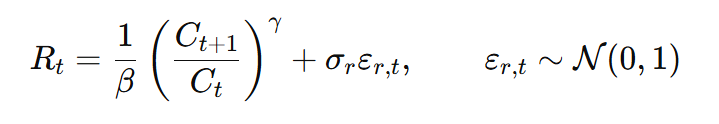 R_t = \frac{1}{\beta} \left( \frac{C_{t+1}}{C_t} \right)^{\gamma} + \sigma_r \varepsilon_{r,t}, \qquad \varepsilon_{r,t} \sim \mathcal{N}(0, 1)